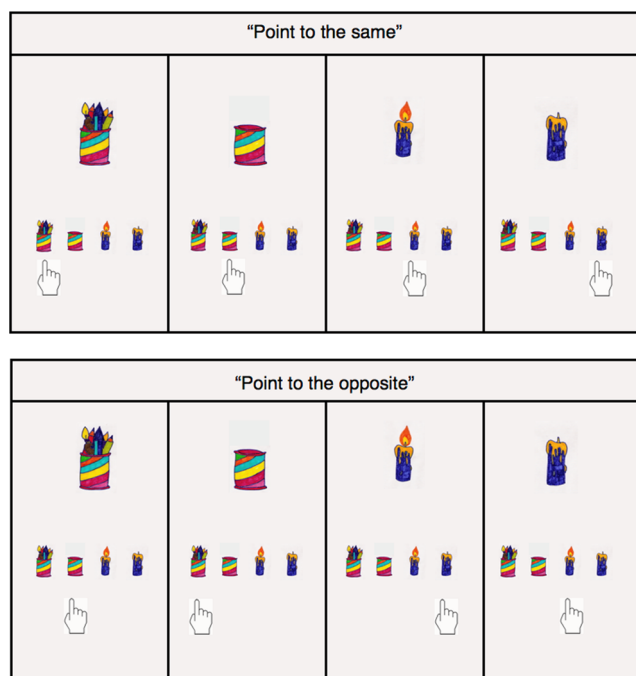 “Point to the same”
“Point to the opposite”